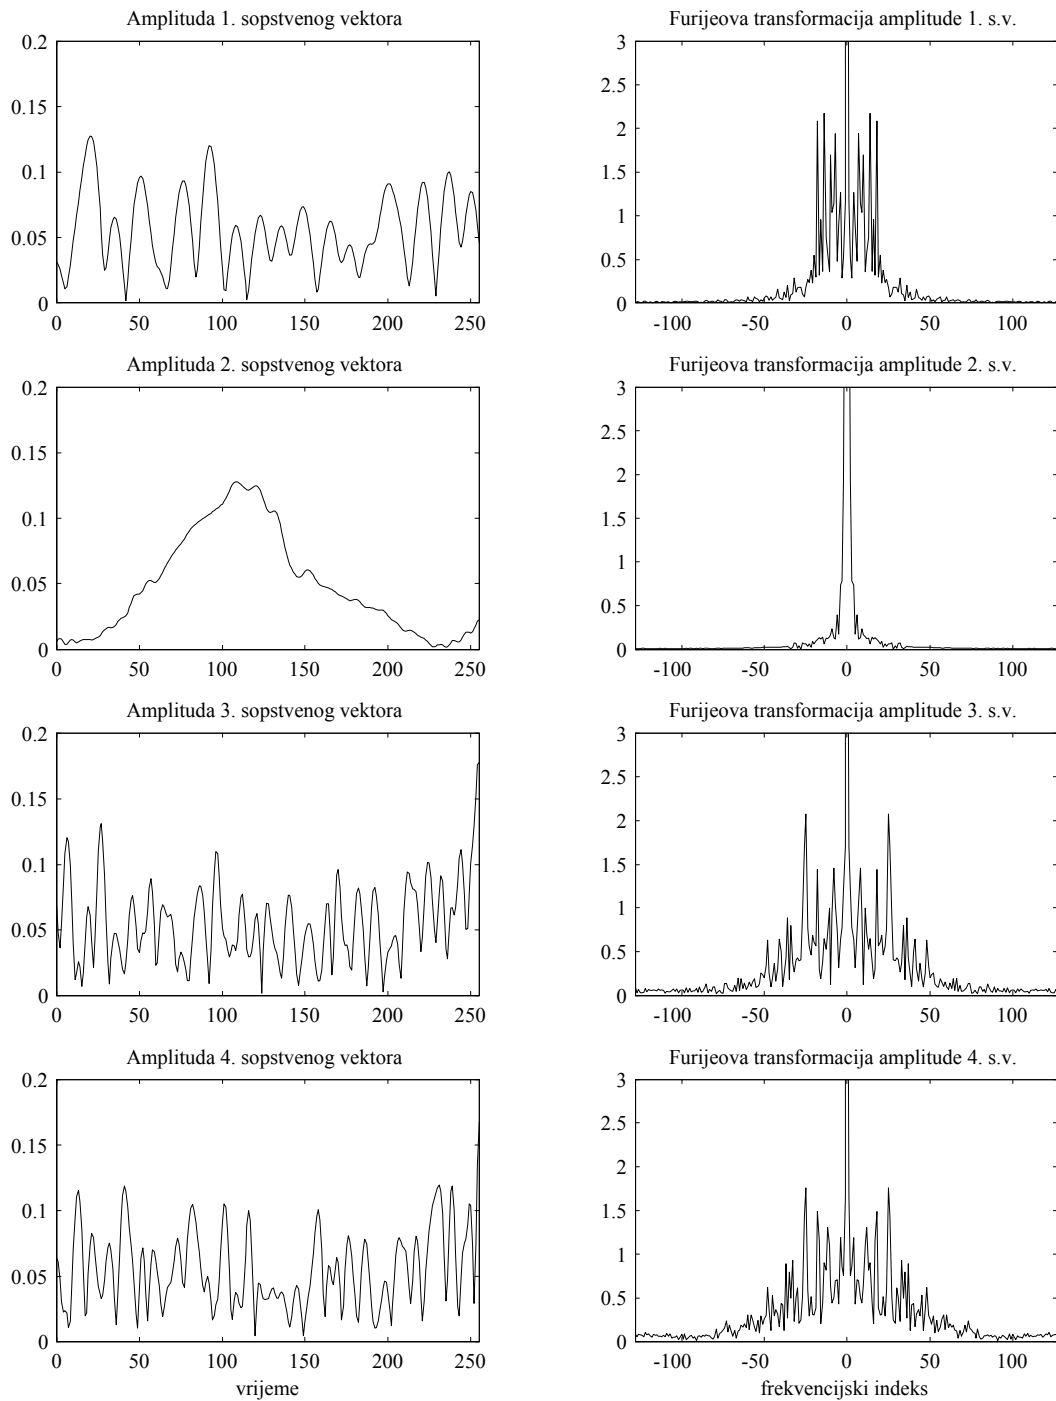 Amplituda 1. sopstvenog vektora
0.2
0.15
0.1
0.05
0
0 50 100 150 200 250
Furijeova transformacija amplitude 1. s.v.
3
2.5
2
1.5
1
0.5
0
-100 -50 0 50 100
Amplituda 2. sopstvenog vektora
0.2
0.15
0.1
0.05
0
0 50 100 150 200 250
Furijeova transformacija amplitude 2. s.v.
3
2.5
2
1.5
1
0.5
0
-100 -50 0 50 100
Amplituda 3. sopstvenog vektora
0.2
0.15
0.1
0.05
0
0 50 100 150 200 250
Furijeova transformacija amplitude 3. s.v.
3
2.5
2
1.5
1
0.5
0
-100 -50 0 50 100
Amplituda 4. sopstvenog vektora
0.2
0.15
0.1
0.05
0
0 50 100 150 200 250
vrijeme
Furijeova transformacija amplitude 4. s.v.
3
2.5
2
1.5
1
0.5
0
-100 -50 0 50 100
frekvencijski indeks